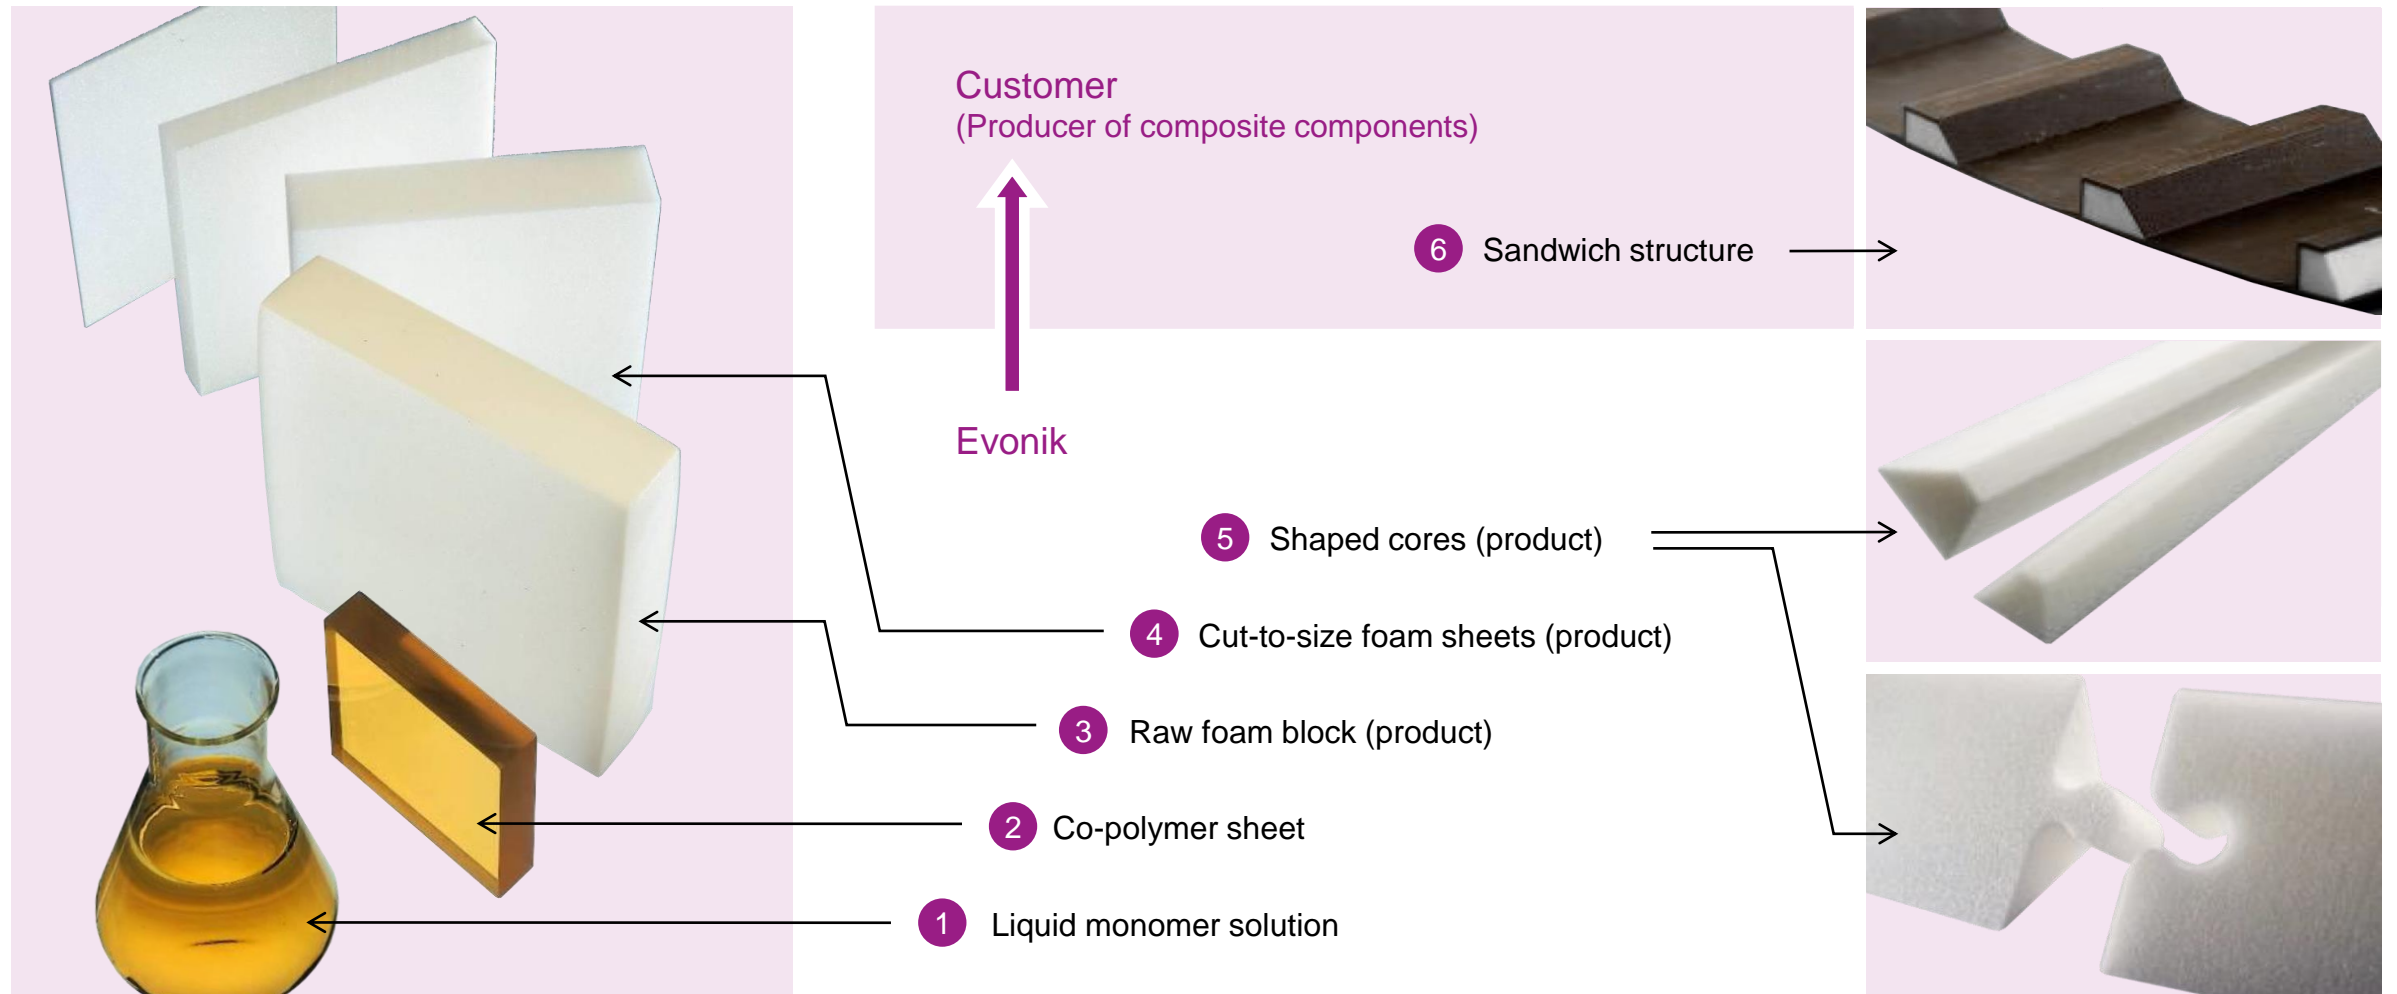 Customer
(Producer of composite components)
6 Sandwich structure
Evonik
5 Shaped cores (product)
4 Cut-to-size foam sheets (product)
3 Raw foam block (product)
2 Co-polymer sheet
1 Liquid monomer solution